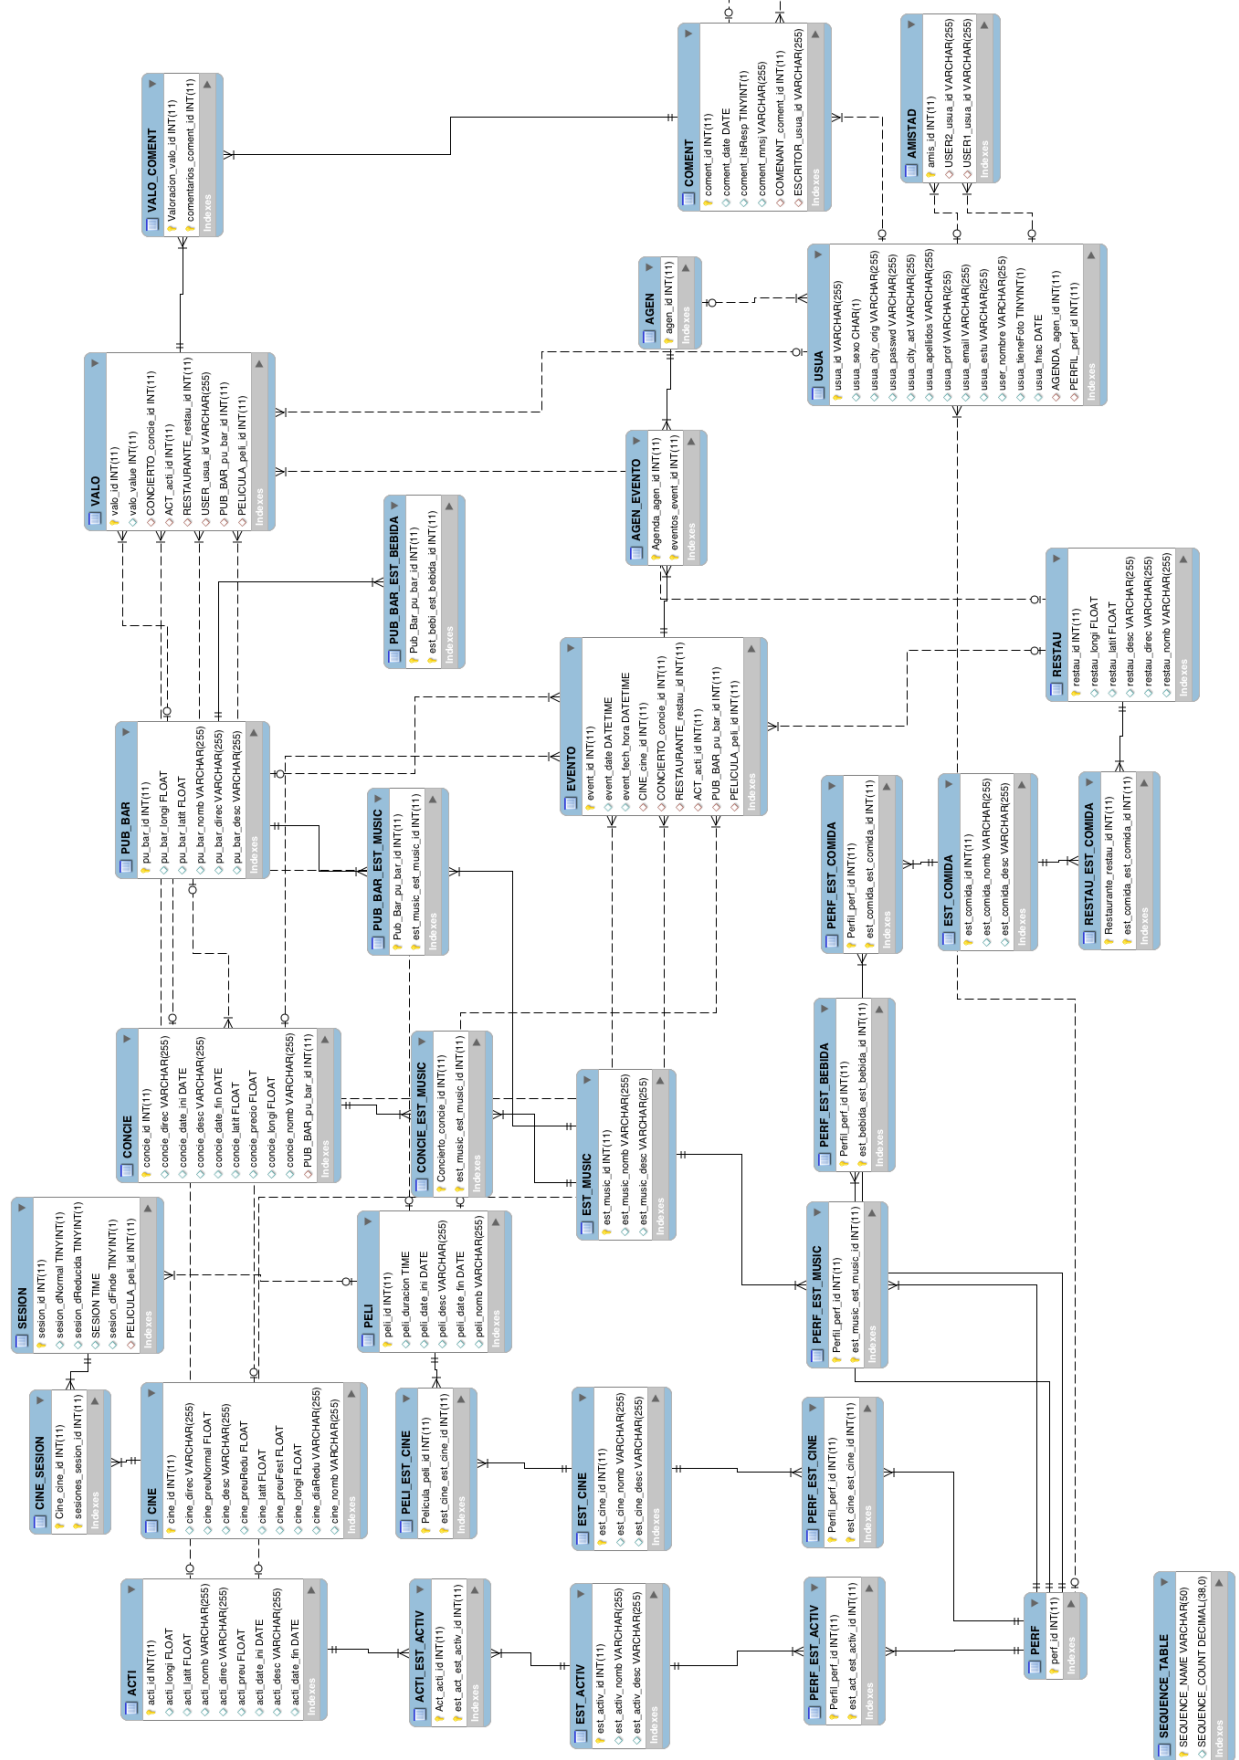 VALO_COMENT
Valoracion_valo_id INT(11)
comentarios_coment_id INT(11)
Indexes
COMENT
coment_id INT(11)
coment_date DATE
coment_itsResp TINYINT(1)
coment_mnsj VARCHAR(255)
COMENANT_coment_id INT(11)
ESCRITOR_usua_id VARCHAR(255)
Indexes
AMISTAD
amis_id INT(11)
USER2_usua_id VARCHAR(255)
USER1_usua_id VARCHAR(255)
Indexes
VALO
valo_id INT(11)
valo_value INT(11)
CONCIERTO_concie_id INT(11)
ACT_acti_id INT(11)
RESTAURANTE_restau_id INT(11)
USER_usua_id VARCHAR(255)
PUB_BAR_pu_bar_id INT(11)
PELICULA_peli_id INT(11)
Indexes
AGEN
agen_id INT(11)
Indexes
USUA
usua_id VARCHAR(255)
usua_sexo CHAR(1)
usua_city_orig VARCHAR(255)
usua_passwd VARCHAR(255)
usua_city_act VARCHAR(255)
usua_apellidos VARCHAR(255)
usua_prof VARCHAR(255)
usua_email VARCHAR(255)
usua_estu VARCHAR(255)
user_nombre VARCHAR(255)
usua_tieneFoto TINYINT(1)
usua_fnac DATE
AGENDA_agen_id INT(11)
PERFIL_perf_id INT(11)
Indexes
PUB_BAR_EST_BEBIDA
Pub_Bar_pu_bar_id INT(11)
est_bebi_est_bebida_id INT(11)
Indexes
AGEN_EVENTO
Agenda_agen_id INT(11)
eventos_event_id INT(11)
Indexes
PUB_BAR
pu_bar_id INT(11)
pu_bar_longi FLOAT
pu_bar_latit FLOAT
pu_bar_nomb VARCHAR(255)
pu_bar_direc VARCHAR(255)
pu_bar_desc VARCHAR(255)
Indexes
PUB_BAR_EST_MUSIC
Pub_Bar_pu_bar_id INT(11)
est_music_est_music_id INT(11)
Indexes
EVENTO
event_id INT(11)
event_date DATETIME
event_fech_hora DATETIME
CINE_cine_id INT(11)
CONCIERTO_concie_id INT(11)
RESTAURANTE_restau_id INT(11)
ACT_acti_id INT(11)
PUB_BAR_pu_bar_id INT(11)
PELICULA_peli_id INT(11)
Indexes
RESTAU
restau_id INT(11)
restau_longi FLOAT
restau_latit FLOAT
restau_desc VARCHAR(255)
restau_direc VARCHAR(255)
restau_nomb VARCHAR(255)
Indexes
PERF_EST_COMIDA
Perfil_perf_id INT(11)
est_comida_est_comida_id INT(11)
Indexes
EST_COMIDA
est_comida_id INT(11)
est_comida_nomb VARCHAR(255)
est_comida_desc VARCHAR(255)
Indexes
RESTAU_EST_COMIDA
Restaurante_restau_id INT(11)
est_comida_est_comida_id INT(11)
Indexes
CONCIE
concie_id INT(11)
concie_direc VARCHAR(255)
concie_date_ini DATE
concie_desc VARCHAR(255)
concie_date_fin DATE
concie_latit FLOAT
concie_precio FLOAT
concie_longi FLOAT
concie_nomb VARCHAR(255)
PUB_BAR_pu_bar_id INT(11)
Indexes
CONCIE_EST_MUSIC
Concierto_concie_id INT(11)
est_music_est_music_id INT(11)
Indexes
EST_MUSIC
est_music_id INT(11)
est_music_nomb VARCHAR(255)
est_music_desc VARCHAR(255)
Indexes
PERF_EST_BEBIDA
Perfil_perf_id INT(11)
est_bebida_est_bebida_id INT(11)
Indexes
SESION
sesion_id INT(11)
sesion_dNormal TINYINT(1)
sesion_dReducida TINYINT(1)
SESION TIME
sesion_dFinde TINYINT(1)
PELICULA_peli_id INT(11)
Indexes
PELI
peli_id INT(11)
peli_duracion TIME
peli_date_ini DATE
peli_desc VARCHAR(255)
peli_date_fin DATE
peli_nomb VARCHAR(255)
Indexes
PERF_EST_MUSIC
Perfil_perf_id INT(11)
est_music_est_music_id INT(11)
Indexes
CINE_SESION
Cine_cine_id INT(11)
sesiones_sesion_id INT(11)
Indexes
CINE
cine_id INT(11)
cine_direc VARCHAR(255)
cine_preuNormal FLOAT
cine_desc VARCHAR(255)
cine_preuRedu FLOAT
cine_latit FLOAT
cine_preuFest FLOAT
cine_longi FLOAT
cine_diaRedu VARCHAR(255)
cine_nomb VARCHAR(255)
Indexes
PELI_EST_CINE
Pelicula_peli_id INT(11)
est_cine_est_cine_id INT(11)
Indexes
EST_CINE
est_cine_id INT(11)
est_cine_nomb VARCHAR(255)
est_cine_desc VARCHAR(255)
Indexes
PERF_EST_CINE
Perfil_perf_id INT(11)
est_cine_est_cine_id INT(11)
Indexes
ACTI
acti_id INT(11)
acti_longi FLOAT
acti_latit FLOAT
acti_nomb VARCHAR(255)
acti_direc VARCHAR(255)
acti_preu FLOAT
acti_date_ini DATE
acti_desc VARCHAR(255)
acti_date_fin DATE
Indexes
ACTI_EST_ACTIV
Act_acti_id INT(11)
est_act_est_activ_id INT(11)
Indexes
EST_ACTIV
est_activ_id INT(11)
est_activ_nomb VARCHAR(255)
est_activ_desc VARCHAR(255)
Indexes
PERF_EST_ACTIV
Perfil_perf_id INT(11)
est_act_est_activ_id INT(11)
Indexes
PERF
perf_id INT(11)
Indexes
SEQUENCE_TABLE
SEQUENCE_NAME VARCHAR(50)
SEQUENCE_COUNT DECIMAL(38,0)
Indexes